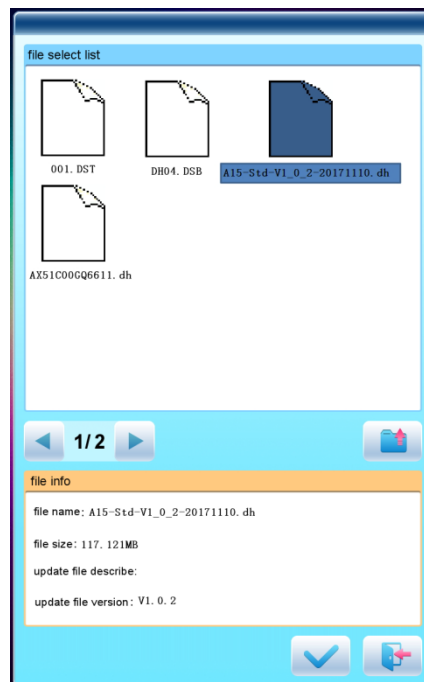 file select list
001. DST
DH04. DSB
A15-Std-V1_0_2-20171110. dh
AX51C00GQ6611. dh
1/2
file info
file name: A15-Std-V1_0_2-20171110. dh
file size: 117. 121MB
update file describe:
update file version: V1. 0. 2